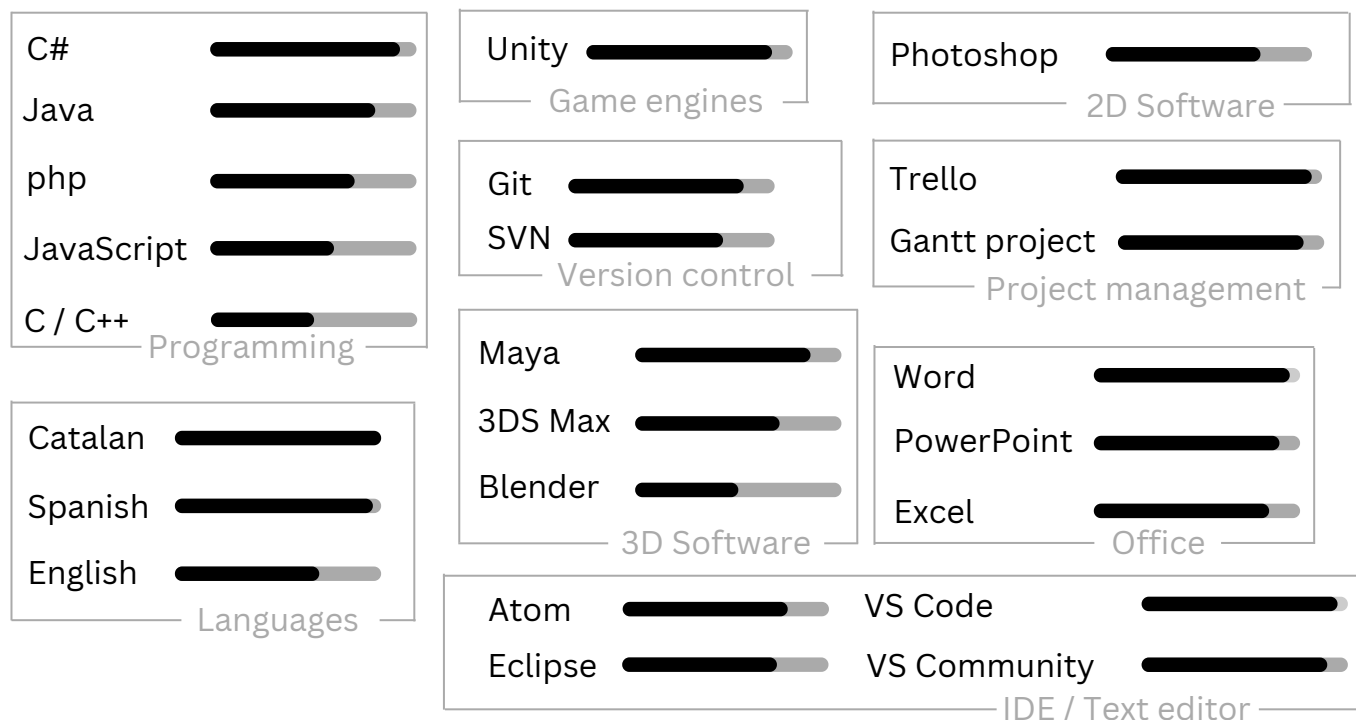 C#
Java
php
JavaScript
C / C++
Programming
Catalan
Spanish
English
Languages
Unity
Game engines
Git
SVN
Version control
Maya
3DS Max
Blender
3D Software
Photoshop
2D Software
Trello
Gantt project
Project management
Word
PowerPoint
Excel
Office
Atom
VS Code
Eclipse
VS Community
IDE / Text editor